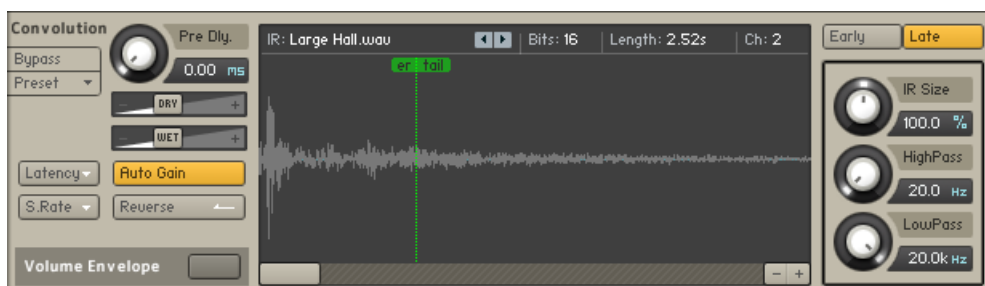 Convolution
Bypass
Preset
Pre Dly.
0.00 ms
- DRY +
- WET +
Latency
Auto Gain
S.Rate
Reverse
Volume Envelope
IR: Large Hall.wav
Bits: 16
Length: 2.52s
Ch: 2
er tail
- +
Early
Late
IR Size
100.0 %
HighPass
20.0 Hz
LowPass
20.0k Hz